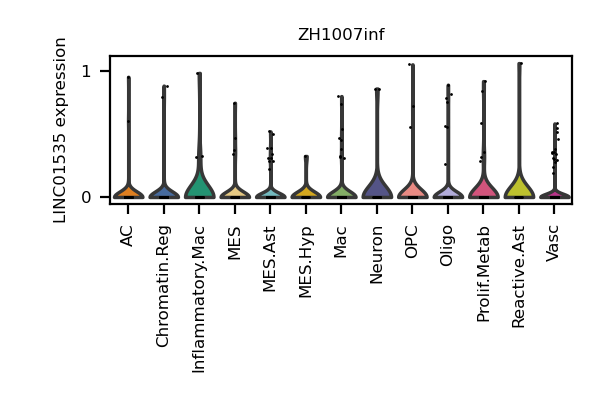 ZH1007inf
LINC01535 expression
1
0
AC
Chromatin.Reg
Inflammatory.Mac
MES
MES.Ast
MES.Hyp
Mac
Neuron
OPC
Oligo
Prolif.Metab
Reactive.Ast
Vasc